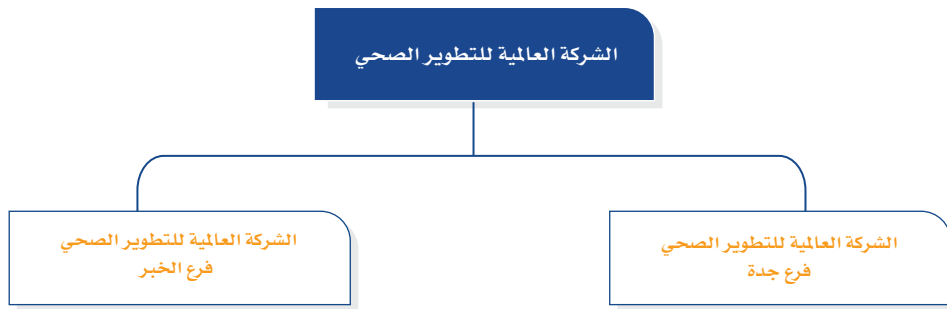 الشركة العالمية للتطوير الصحي
الشركة العالمية للتطوير الصحي
فرع جدة
الشركة العالمية للتطوير الصحي
فرع الخبر